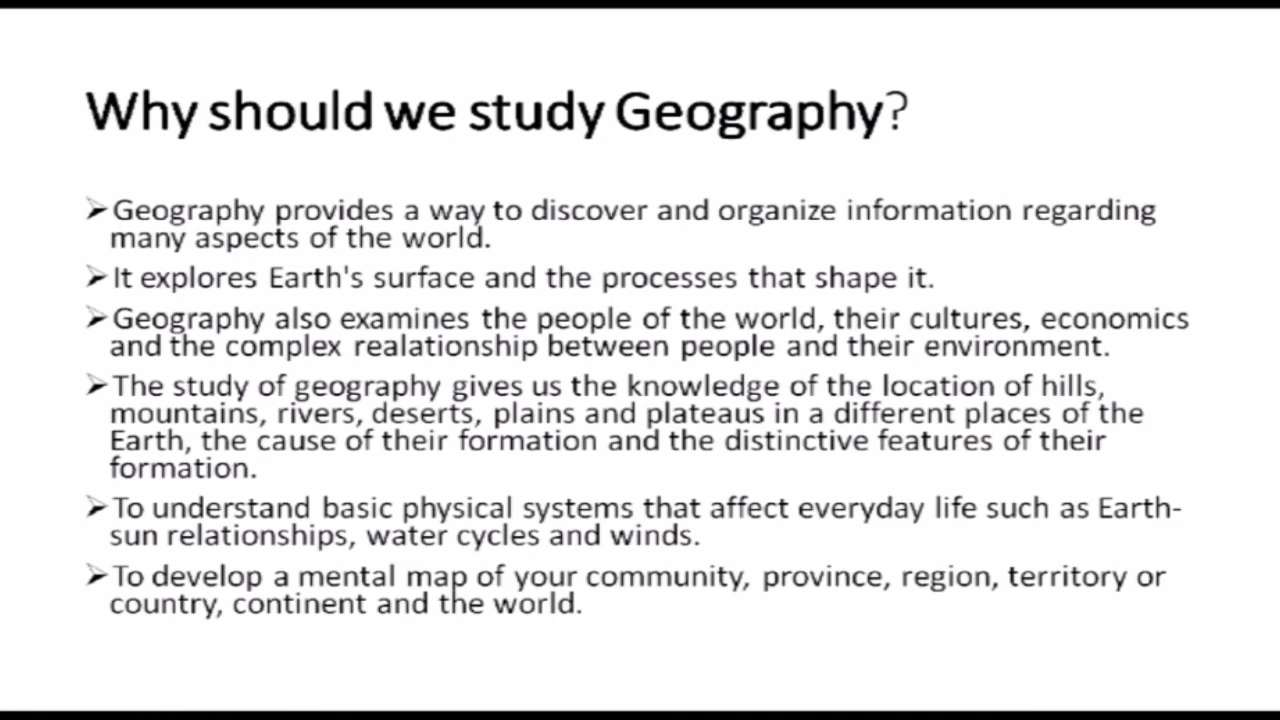 Why should we study Geography?
➢Geography provides a way to discover and organize information regarding
many aspects of the world.
➢It explores Earth's surface and the processes that shape it.
➢Geography also examines the people of the world, their cultures, economics
and the complex realationship between people and their environment.
➢The study of geography gives us the knowledge of the location of hills,
mountains, rivers, deserts, plains and plateaus in a different places of the
Earth, the cause of their formation and the distinctive features of their
formation.
➢To understand basic physical systems that affect everyday life such as Earth-
sun relationships, water cycles and winds.
➢To develop a mental map of your community, province, region, territory or
country, continent and the world.